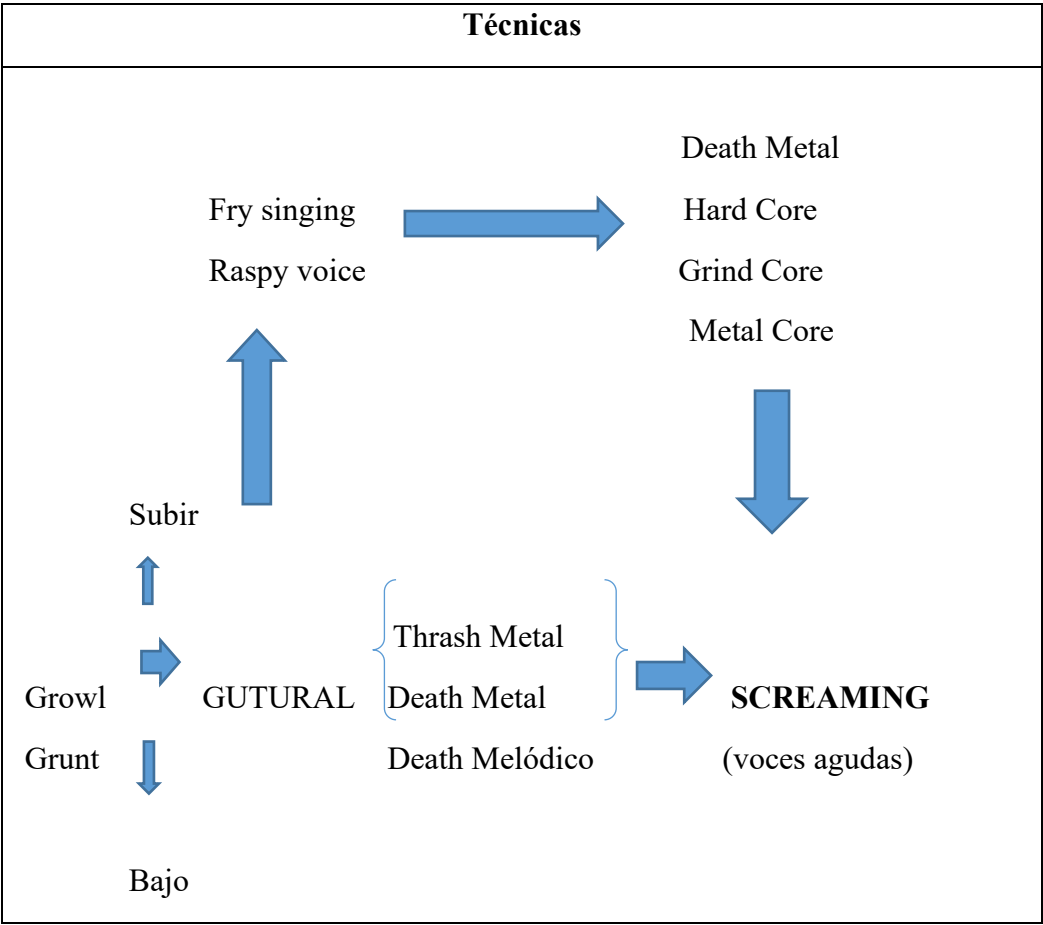 Técnicas
Death Metal
Fry singing
Hard Core
Raspy voice
Grind Core
Metal Core
Subir
Thrash Metal
Growl GUTURAL Death Metal SCREAMING
Grunt Death Melódico (voces agudas)
Bajo